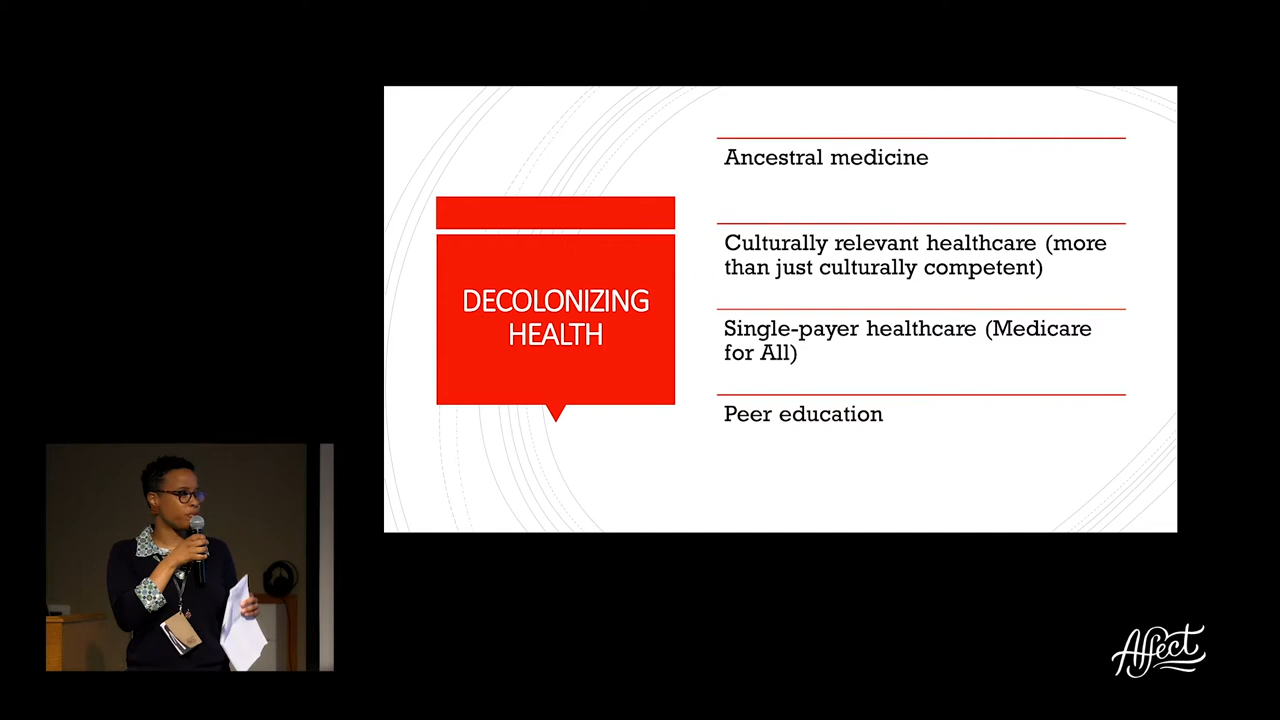 DECOLONIZING
HEALTH
Ancestral medicine
Culturally relevant healthcare (more
than just culturally competent)
Single-payer healthcare (Medicare
for All)
Peer education
Affect